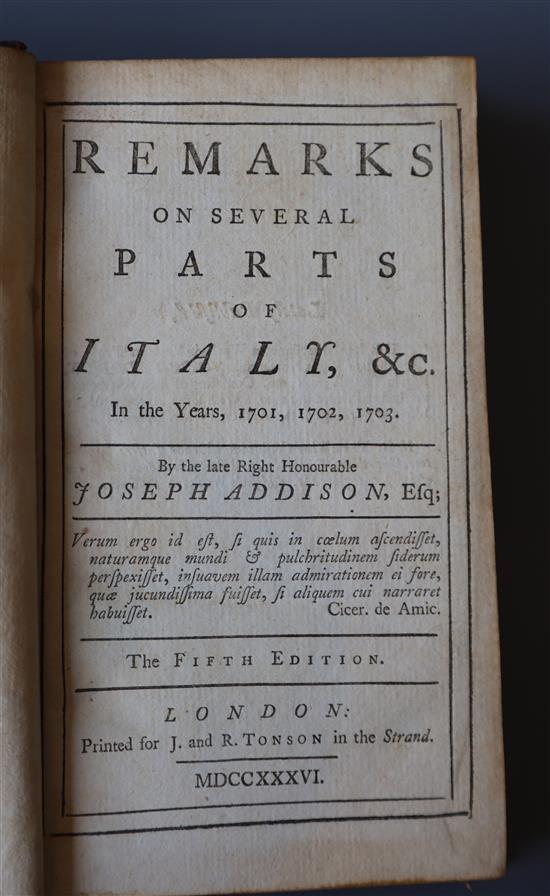 REMARKS
ON SEVERAL
PARTS
OF
ITALY, &c.
In the Years, 1701, 1702, 1703.
By the late Right Honourable
JOSEPH ADDISON, Eſq;
Verum ergo id eſt, ſi quis in cœlum aſcendiſſet,
naturamque mundi & pulchritudinem ſiderum
perſpexiſſet, inſuavem illam admirationem ei fore,
quæ jucundiſſima fuiſſet, ſi aliquem cui narraret
habuiſſet. Cicer. de Amic.
The FIFTH EDITION.
LONDON:
Printed for J. and R. TONSON in the Strand.
MDCCXXXVI.